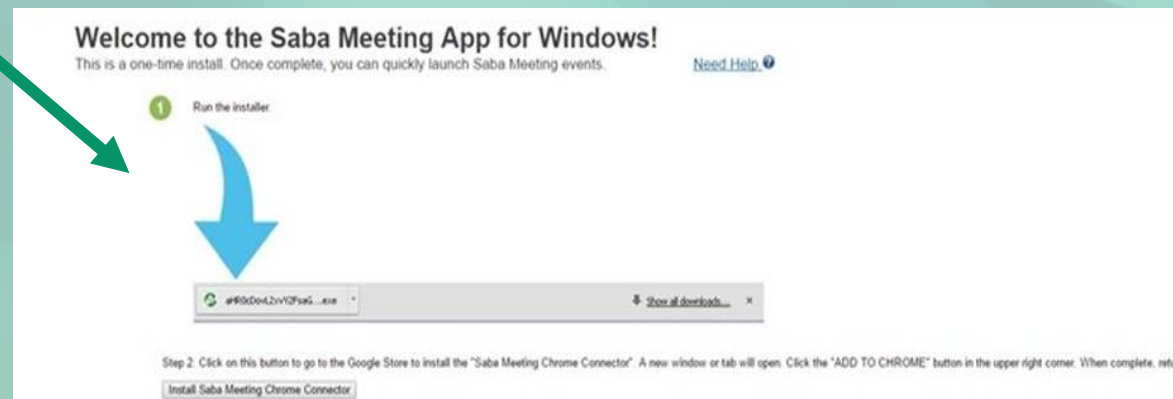 Welcome to the Saba Meeting App for Windows!
This is a one-time install. Once complete, you can quickly launch Saba Meeting events.
Need Help.
1
Run the installer
Show all downloads...
Step 2. Click on this button to go to the Google Store to install the "Saba Meeting Chrome Connector". A new window or tab will open. Click the "ADD TO CHROME" button in the upper right corner. When complete,
Install Saba Meeting Chrome Connector